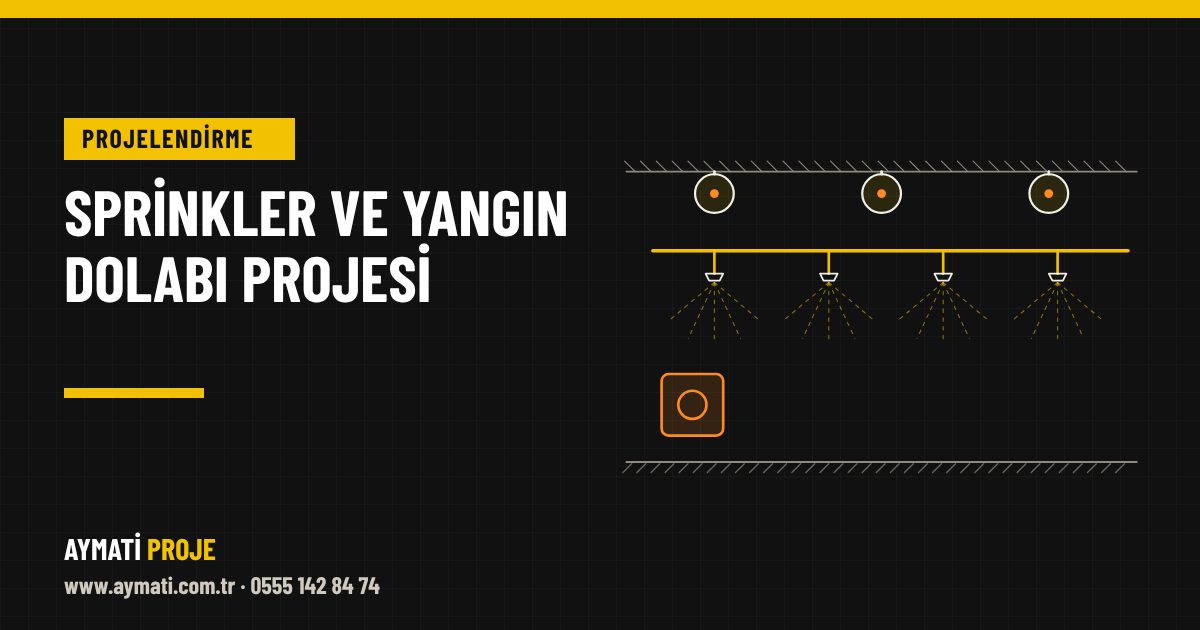 PROJELENDİRME
SPRİNKLER VE YANGIN
DOLABI PROJESİ
AYMATİ PROJE
www.aymati.com.tr · 0555 142 84 74